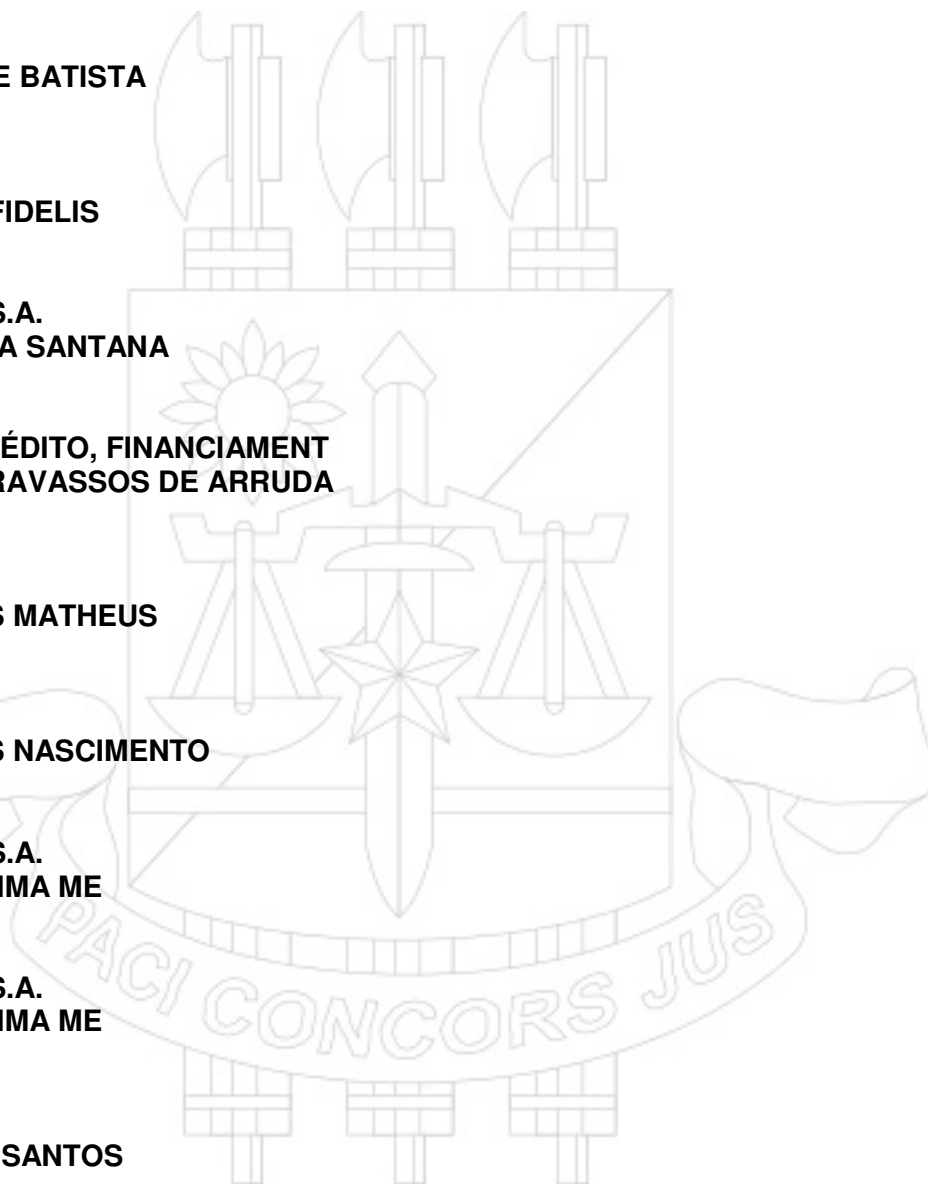 E BATISTA
FIDELIS
S.A.
A SANTANA
ÉDITO, FINANCIAMENT
RAVASSOS DE ARRUDA
S MATHEUS
S NASCIMENTO
S.A.
IMA ME
S.A.
IMA ME
PACI CONCORS JUS
SANTOS